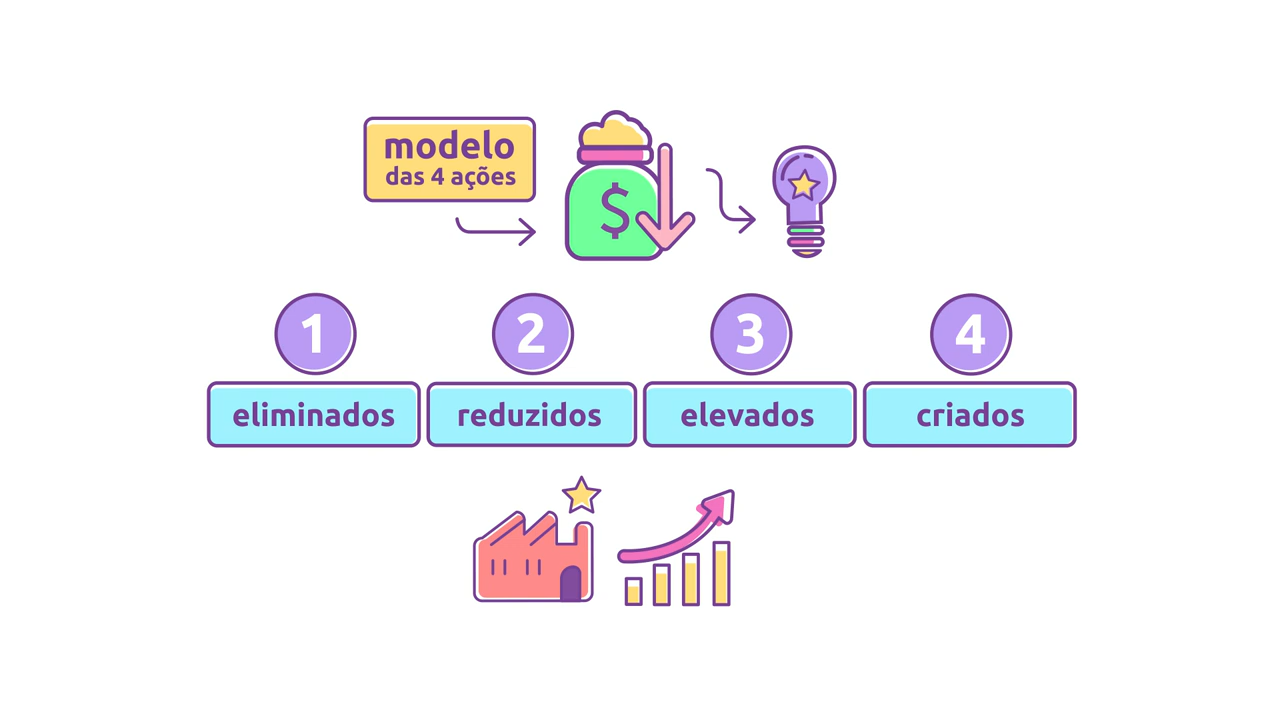 modelo
das 4 ações
$
1
2
3
4
eliminados
reduzidos
elevados
criados